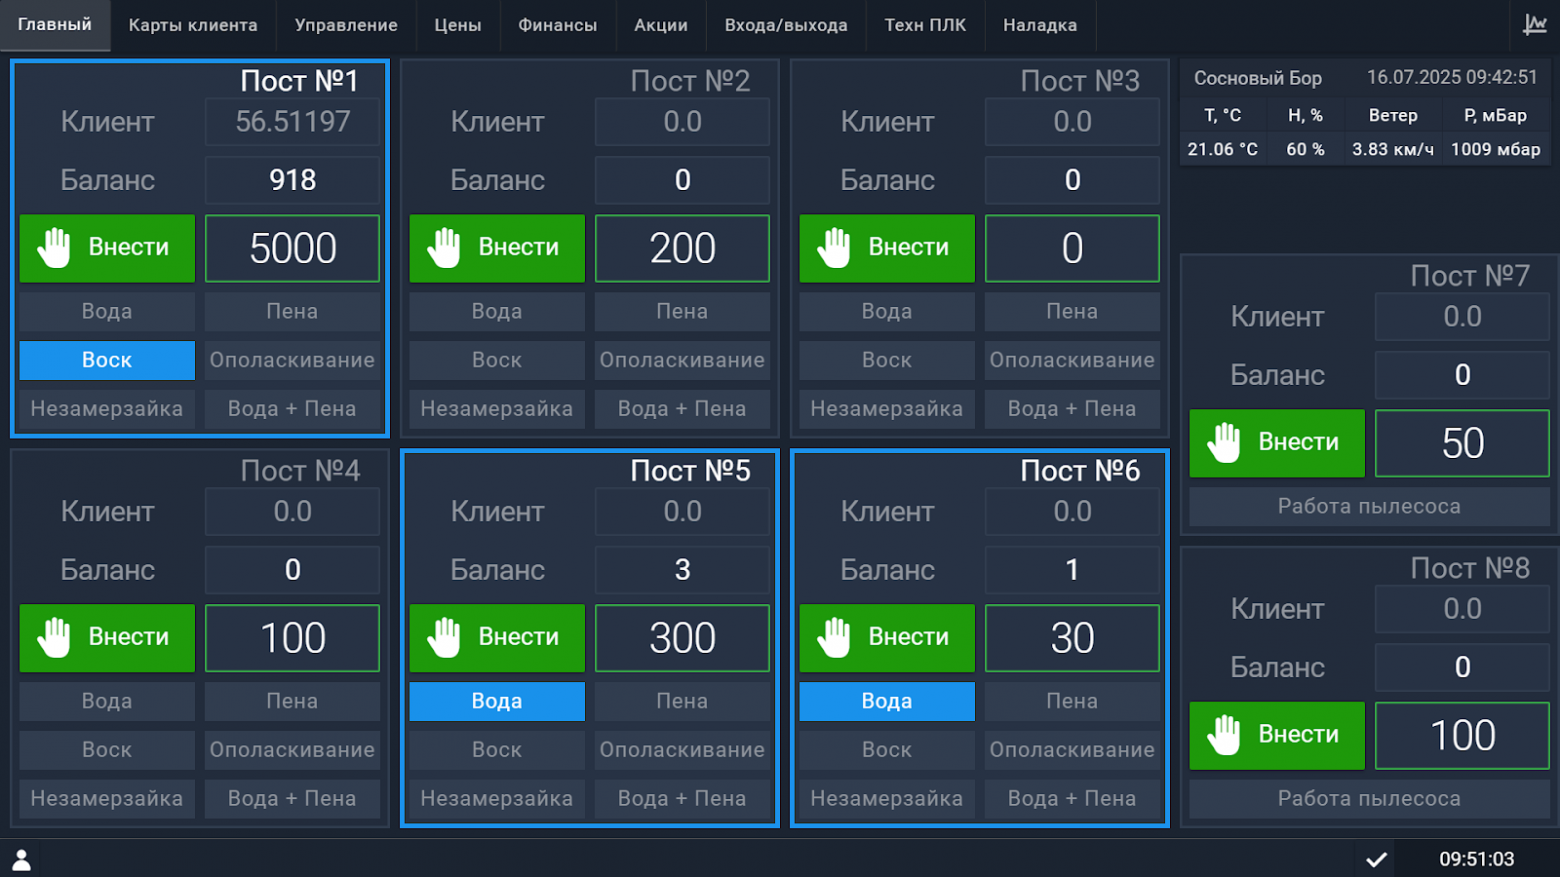 Главный Карты клиента Управление Цены Финансы Акции Входа/выхода Техн ПЛК Наладка
Пост №1
Клиент 56.51197
Баланс 918
Внести 5000
Вода Пена
Воск Ополаскивание
Незамерзайка Вода + Пена
Пост №2
Клиент 0.0
Баланс 0
Внести 200
Вода Пена
Воск Ополаскивание
Незамерзайка Вода + Пена
Пост №3
Клиент 0.0
Баланс 0
Внести 0
Вода Пена
Воск Ополаскивание
Незамерзайка Вода + Пена
Сосновый Бор 16.07.2025 09:42:51
T, °C H, % Ветер P, мБар
21.06 °C 60 % 3.83 км/ч 1009 мбар
Пост №4
Клиент 0.0
Баланс 0
Внести 100
Вода Пена
Воск Ополаскивание
Незамерзайка Вода + Пена
Пост №5
Клиент 0.0
Баланс 3
Внести 300
Вода Пена
Воск Ополаскивание
Незамерзайка Вода + Пена
Пост №6
Клиент 0.0
Баланс 1
Внести 30
Вода Пена
Воск Ополаскивание
Незамерзайка Вода + Пена
Пост №7
Клиент 0.0
Баланс 0
Внести 50
Работа пылесоса
Пост №8
Клиент 0.0
Баланс 0
Внести 100
Работа пылесоса
09:51:03